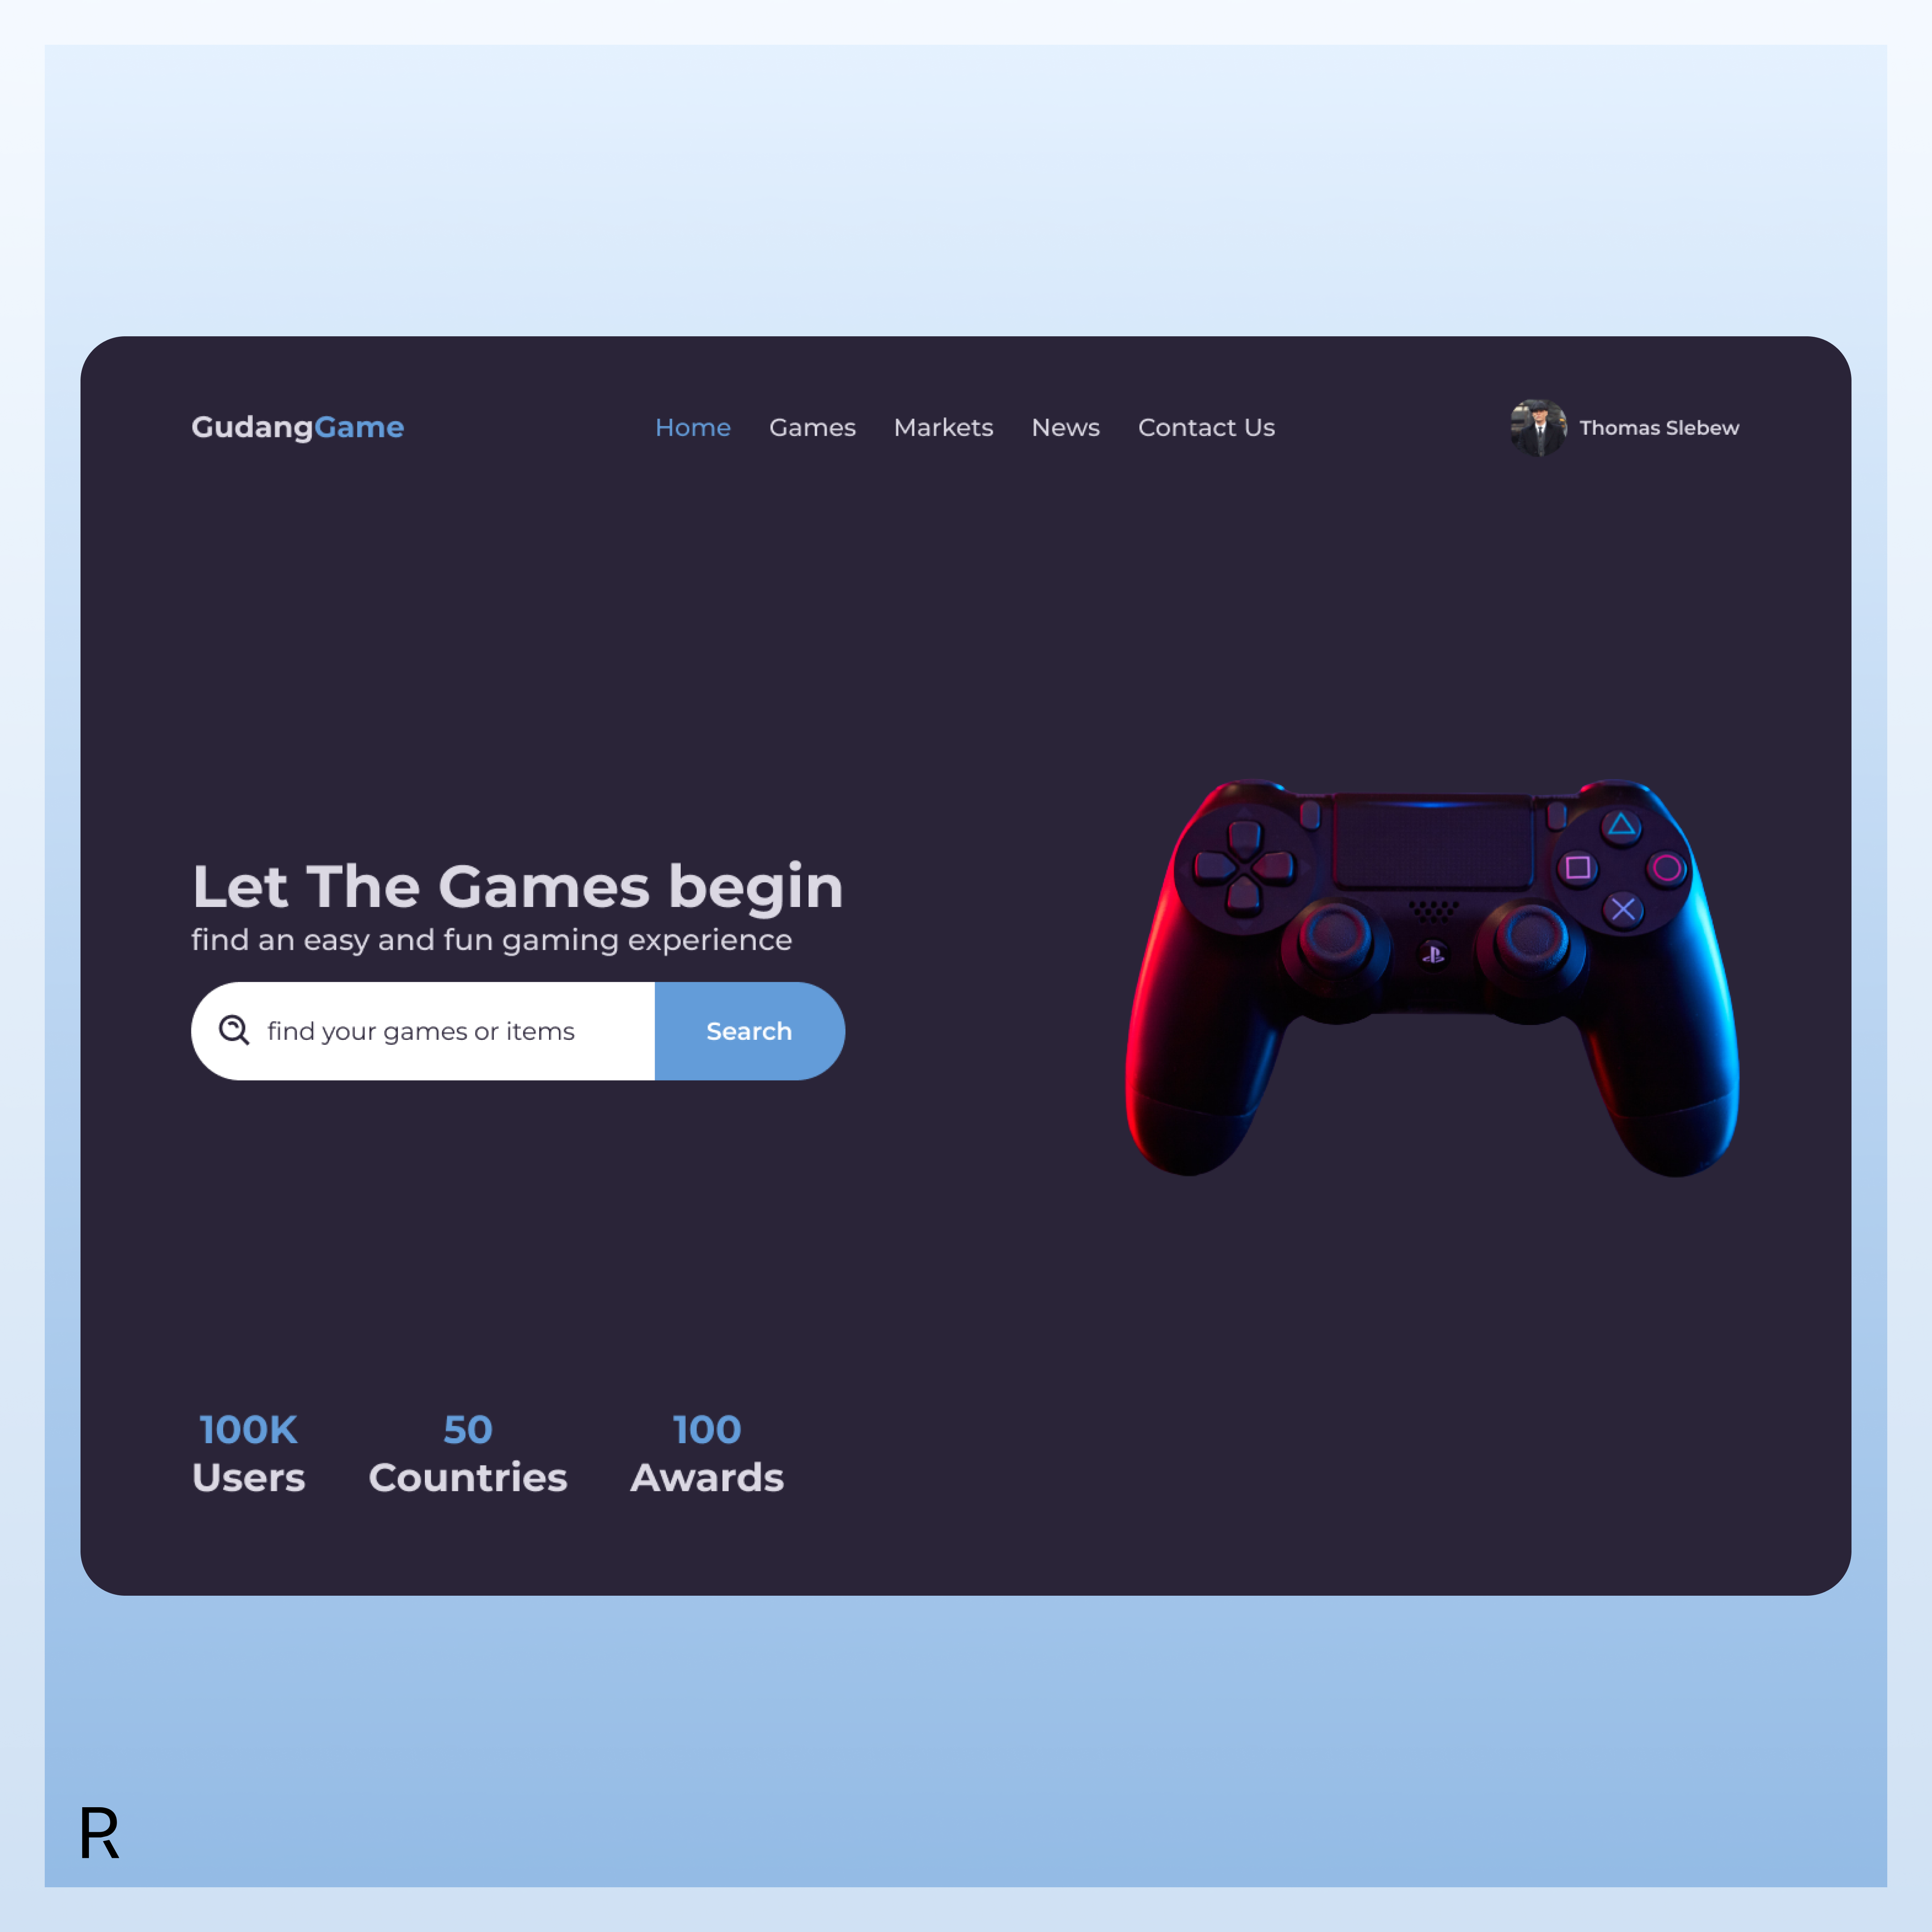 GudangGame
Home Games Markets News Contact Us
Thomas Slebew
Let The Games begin
find an easy and fun gaming experience
find your games or items
Search
100K
Users
50
Countries
100
Awards
R